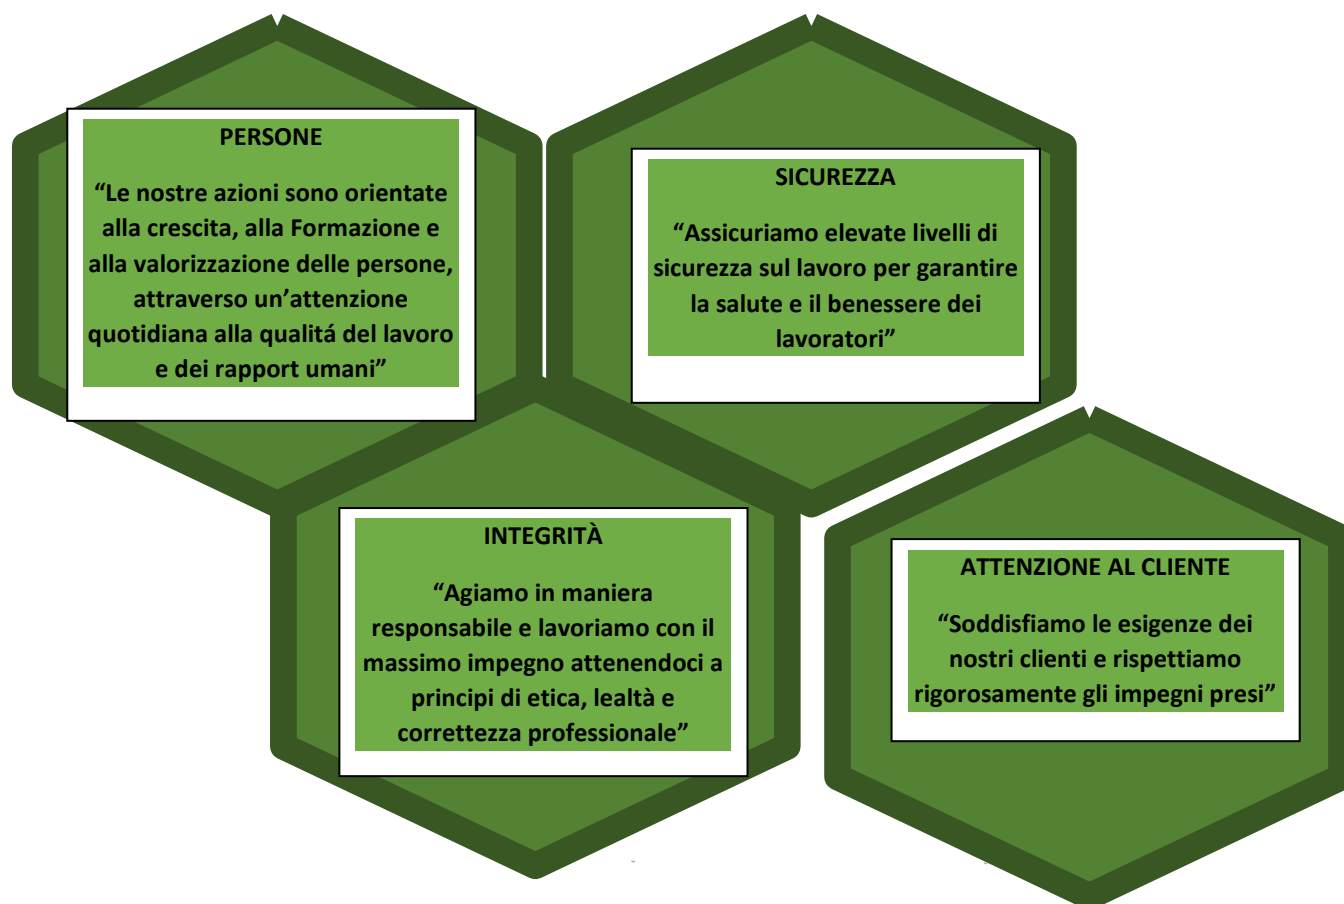 PERSONE
“Le nostre azioni sono orientate
alla crescita, alla Formazione e
alla valorizzazione delle persone,
attraverso un’attenzione
quotidiana alla qualitá del lavoro
e dei rapport umani”
SICUREZZA
“Assicuriamo elevate livelli di
sicurezza sul lavoro per garantire
la salute e il benessere dei
lavoratori”
INTEGRITÀ
“Agiamo in maniera
responsabile e lavoriamo con il
massimo impegno attenendoci a
principi di etica, lealtà e
correttezza professionale”
ATTENZIONE AL CLIENTE
“Soddisfiamo le esigenze dei
nostri clienti e rispettiamo
rigorosamente gli impegni presi”